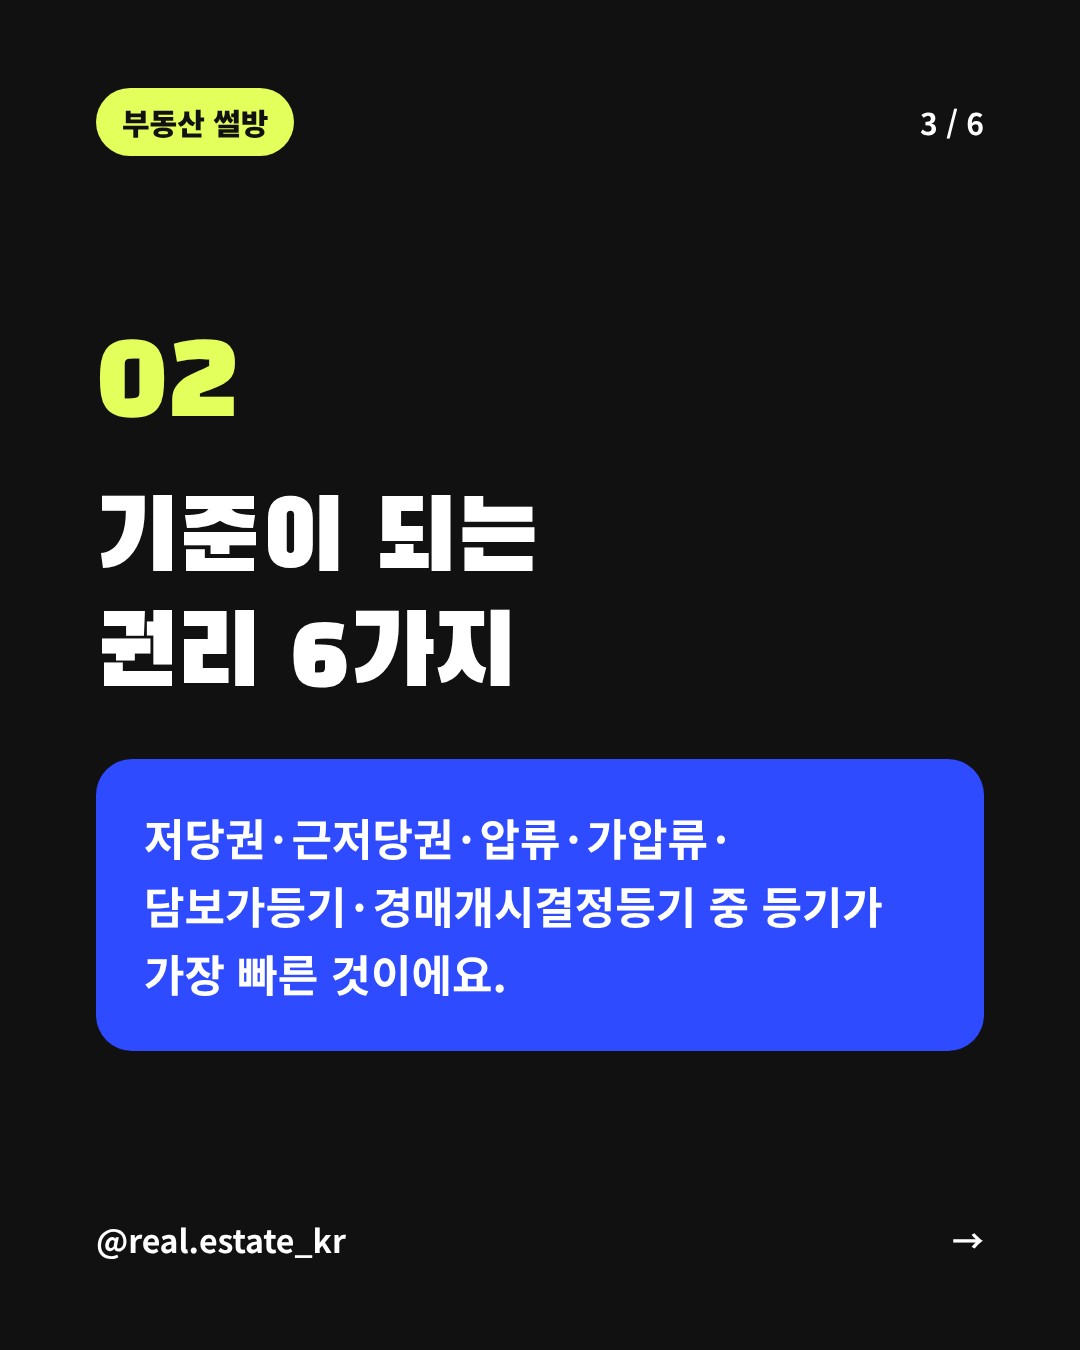 부동산 썰방
3 / 6
02
기준이 되는
권리 6가지
저당권·근저당권·압류·가압류·
담보가등기·경매개시결정등기 중 등기가
가장 빠른 것이에요.
@real.estate_kr
→